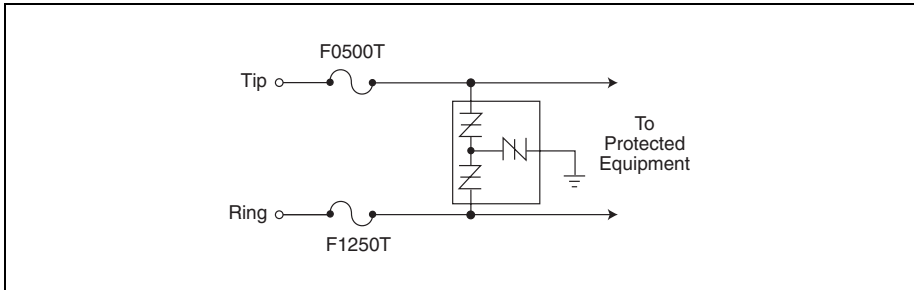 F0500T
Tip
To
Protected
Equipment
Ring
F1250T